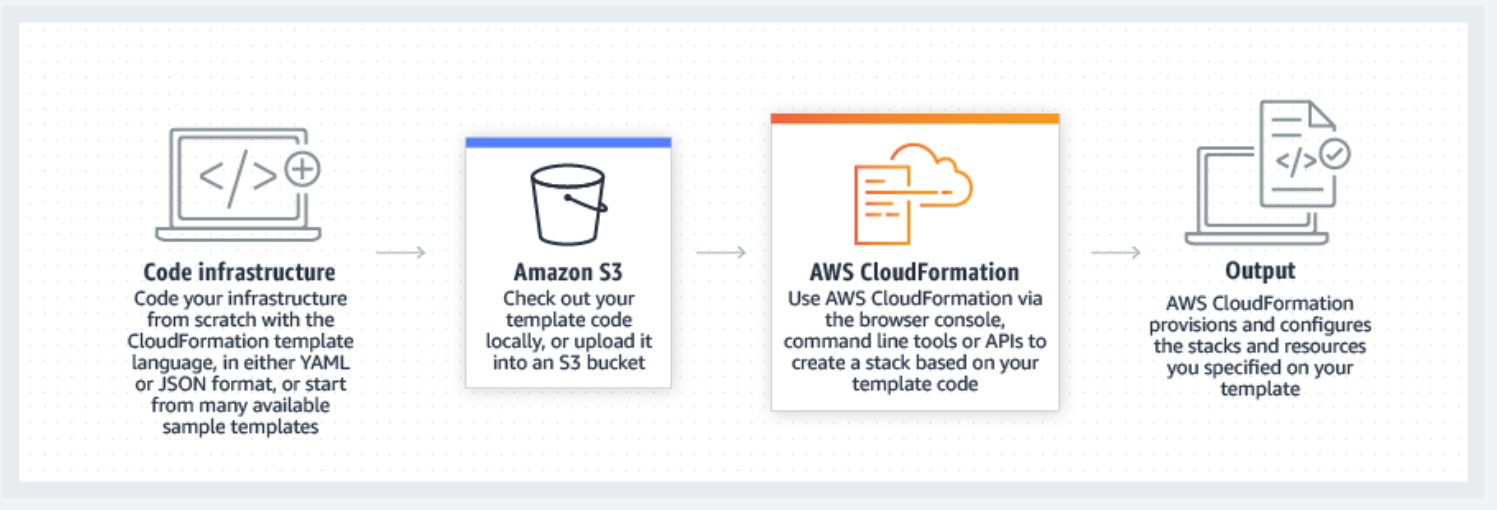 </>
Code infrastructure
Code your infrastructure
from scratch with the
CloudFormation template
language, in either YAML
or JSON format, or start
from many available
sample templates
Amazon S3
Check out your
template code
locally, or upload it
into an S3 bucket
AWS CloudFormation
Use AWS CloudFormation via
the browser console,
command line tools or APIs to
create a stack based on your
template code
</>
Output
AWS CloudFormation
provisions and configures
the stacks and resources
you specified on your
template